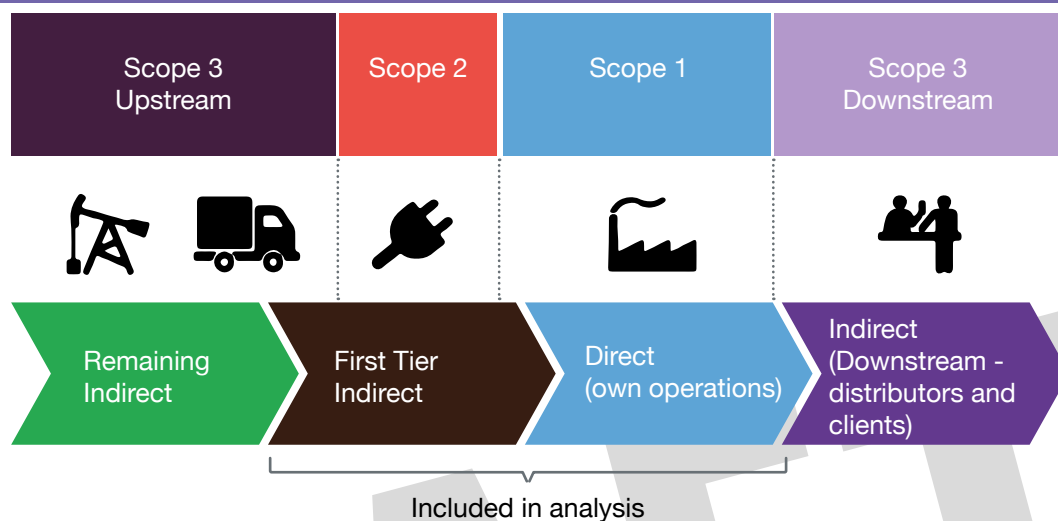 Scope 3
Upstream
Scope 2
Scope 1
Scope 3
Downstream
Remaining
Indirect
First Tier
Indirect
Direct
(own operations)
Indirect
(Downstream -
distributors and
clients)
Included in analysis